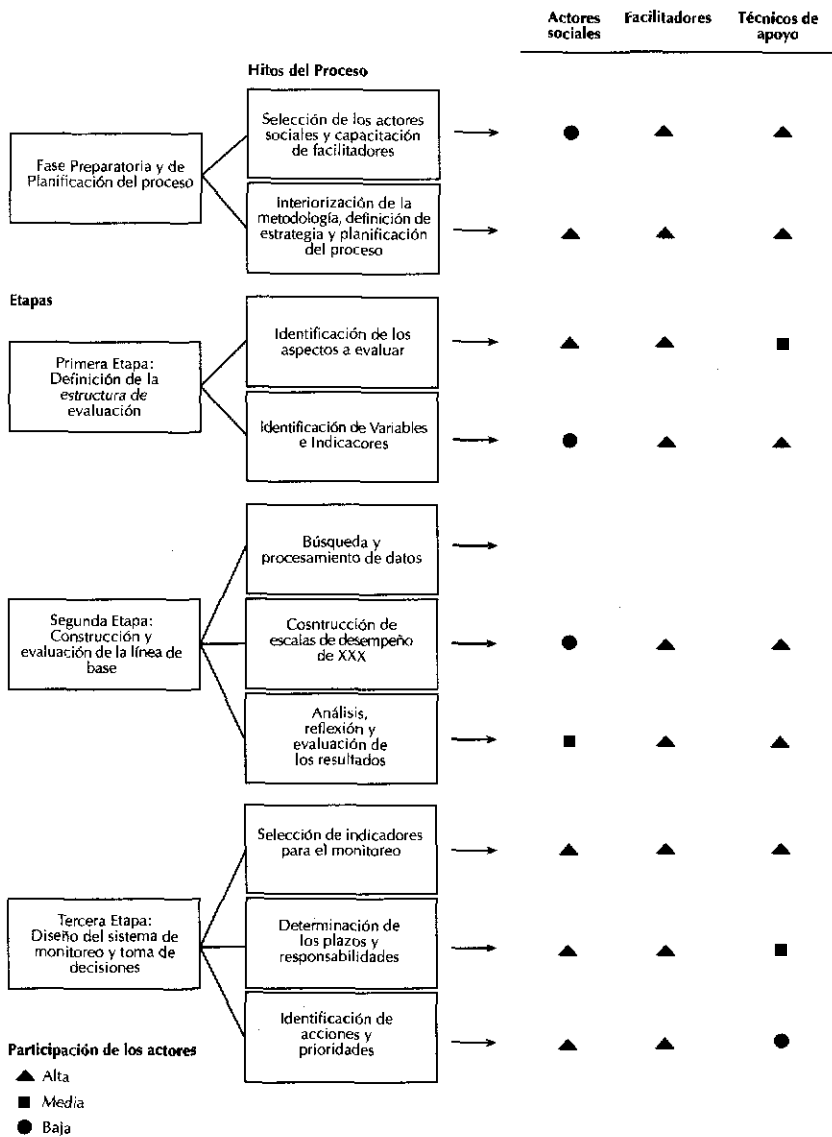 Actores
sociales
Facilitadores
Técnicos de
apoyo
Hitos del Proceso
Fase Preparatoria y de
Planificación del proceso
Selección de los actores
sociales y capacitación
de facilitadores
Interiorización de la
metodología, definición de
estrategia y planificación
del proceso
Etapas
Primera Etapa:
Definición de la
estructura de
evaluación
Identificación de los
aspectos a evaluar
Identificación de Variables
e Indicacores
Segunda Etapa:
Construcción y
evaluación de la línea de
base
Búsqueda y
procesamiento de datos
Cosntrucción de
escalas de desempeño
de XXX
Análisis,
reflexión y
evaluación de
los resultados
Tercera Etapa:
Diseño del sistema de
monitoreo y toma de
decisiones
Selección de indicadores
para el monitoreo
Determinación de
los plazos y
responsabilidades
Identificación de
acciones y
prioridades
Participación de los actores
Alta
Media
Baja